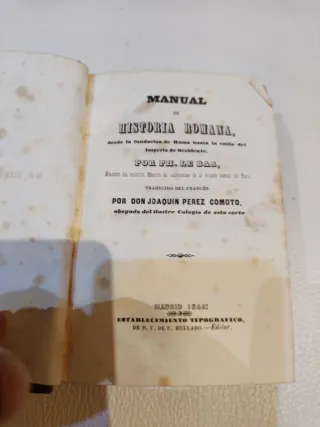 MANUAL
DE
HISTORIA ROMANA,
desde la fundacion de Roma hasta la caida del
Imperio de Occidente,
POR PH. LE BAS,
TRADUCIDO DEL FRANCÉS
POR DON JOAQUIN PEREZ COMOTO,
abogado del ilustre Colegio de esta corte
MADRID
ESTABLECIMIENTO TIPOGRAFICO,
DE D. F. DE P. MELLADO.—Editor.